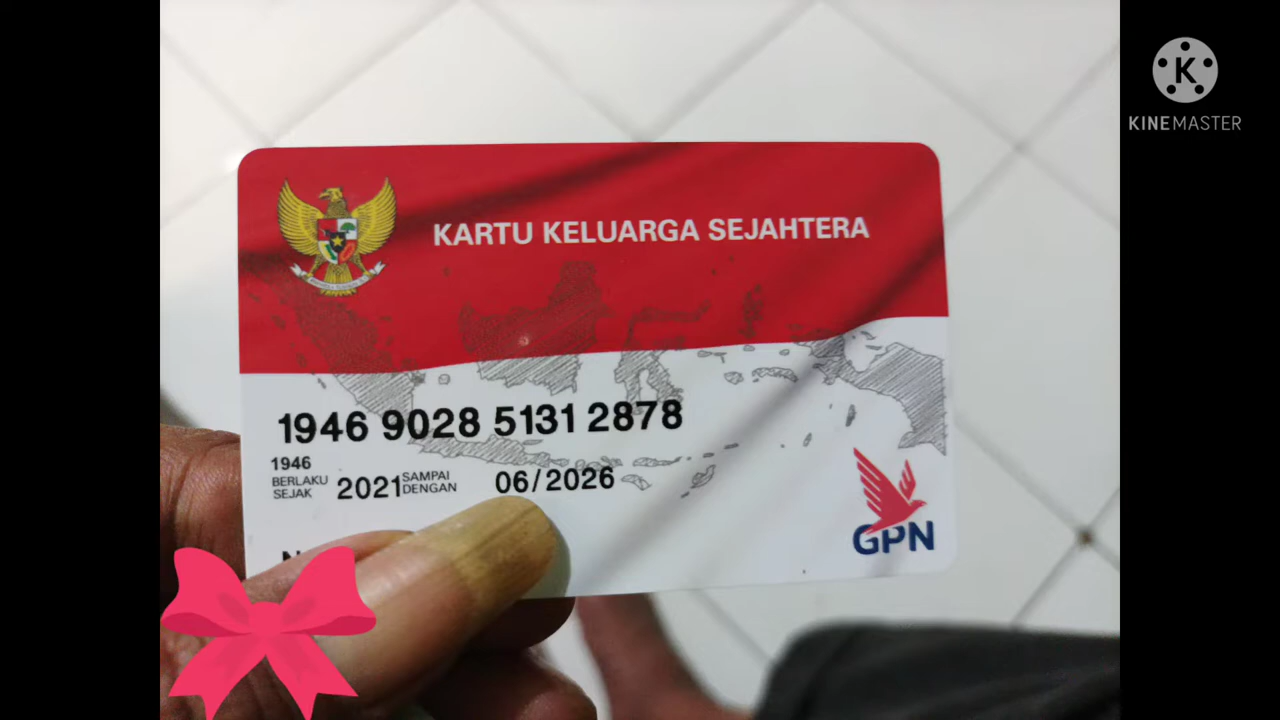 KINEMASTER
KARTU KELUARGA SEJAHTERA
1946 9028 5131 2878
1946
BERLAKU SEJAK 2021 SAMPAI DENGAN 06/2026
GPN